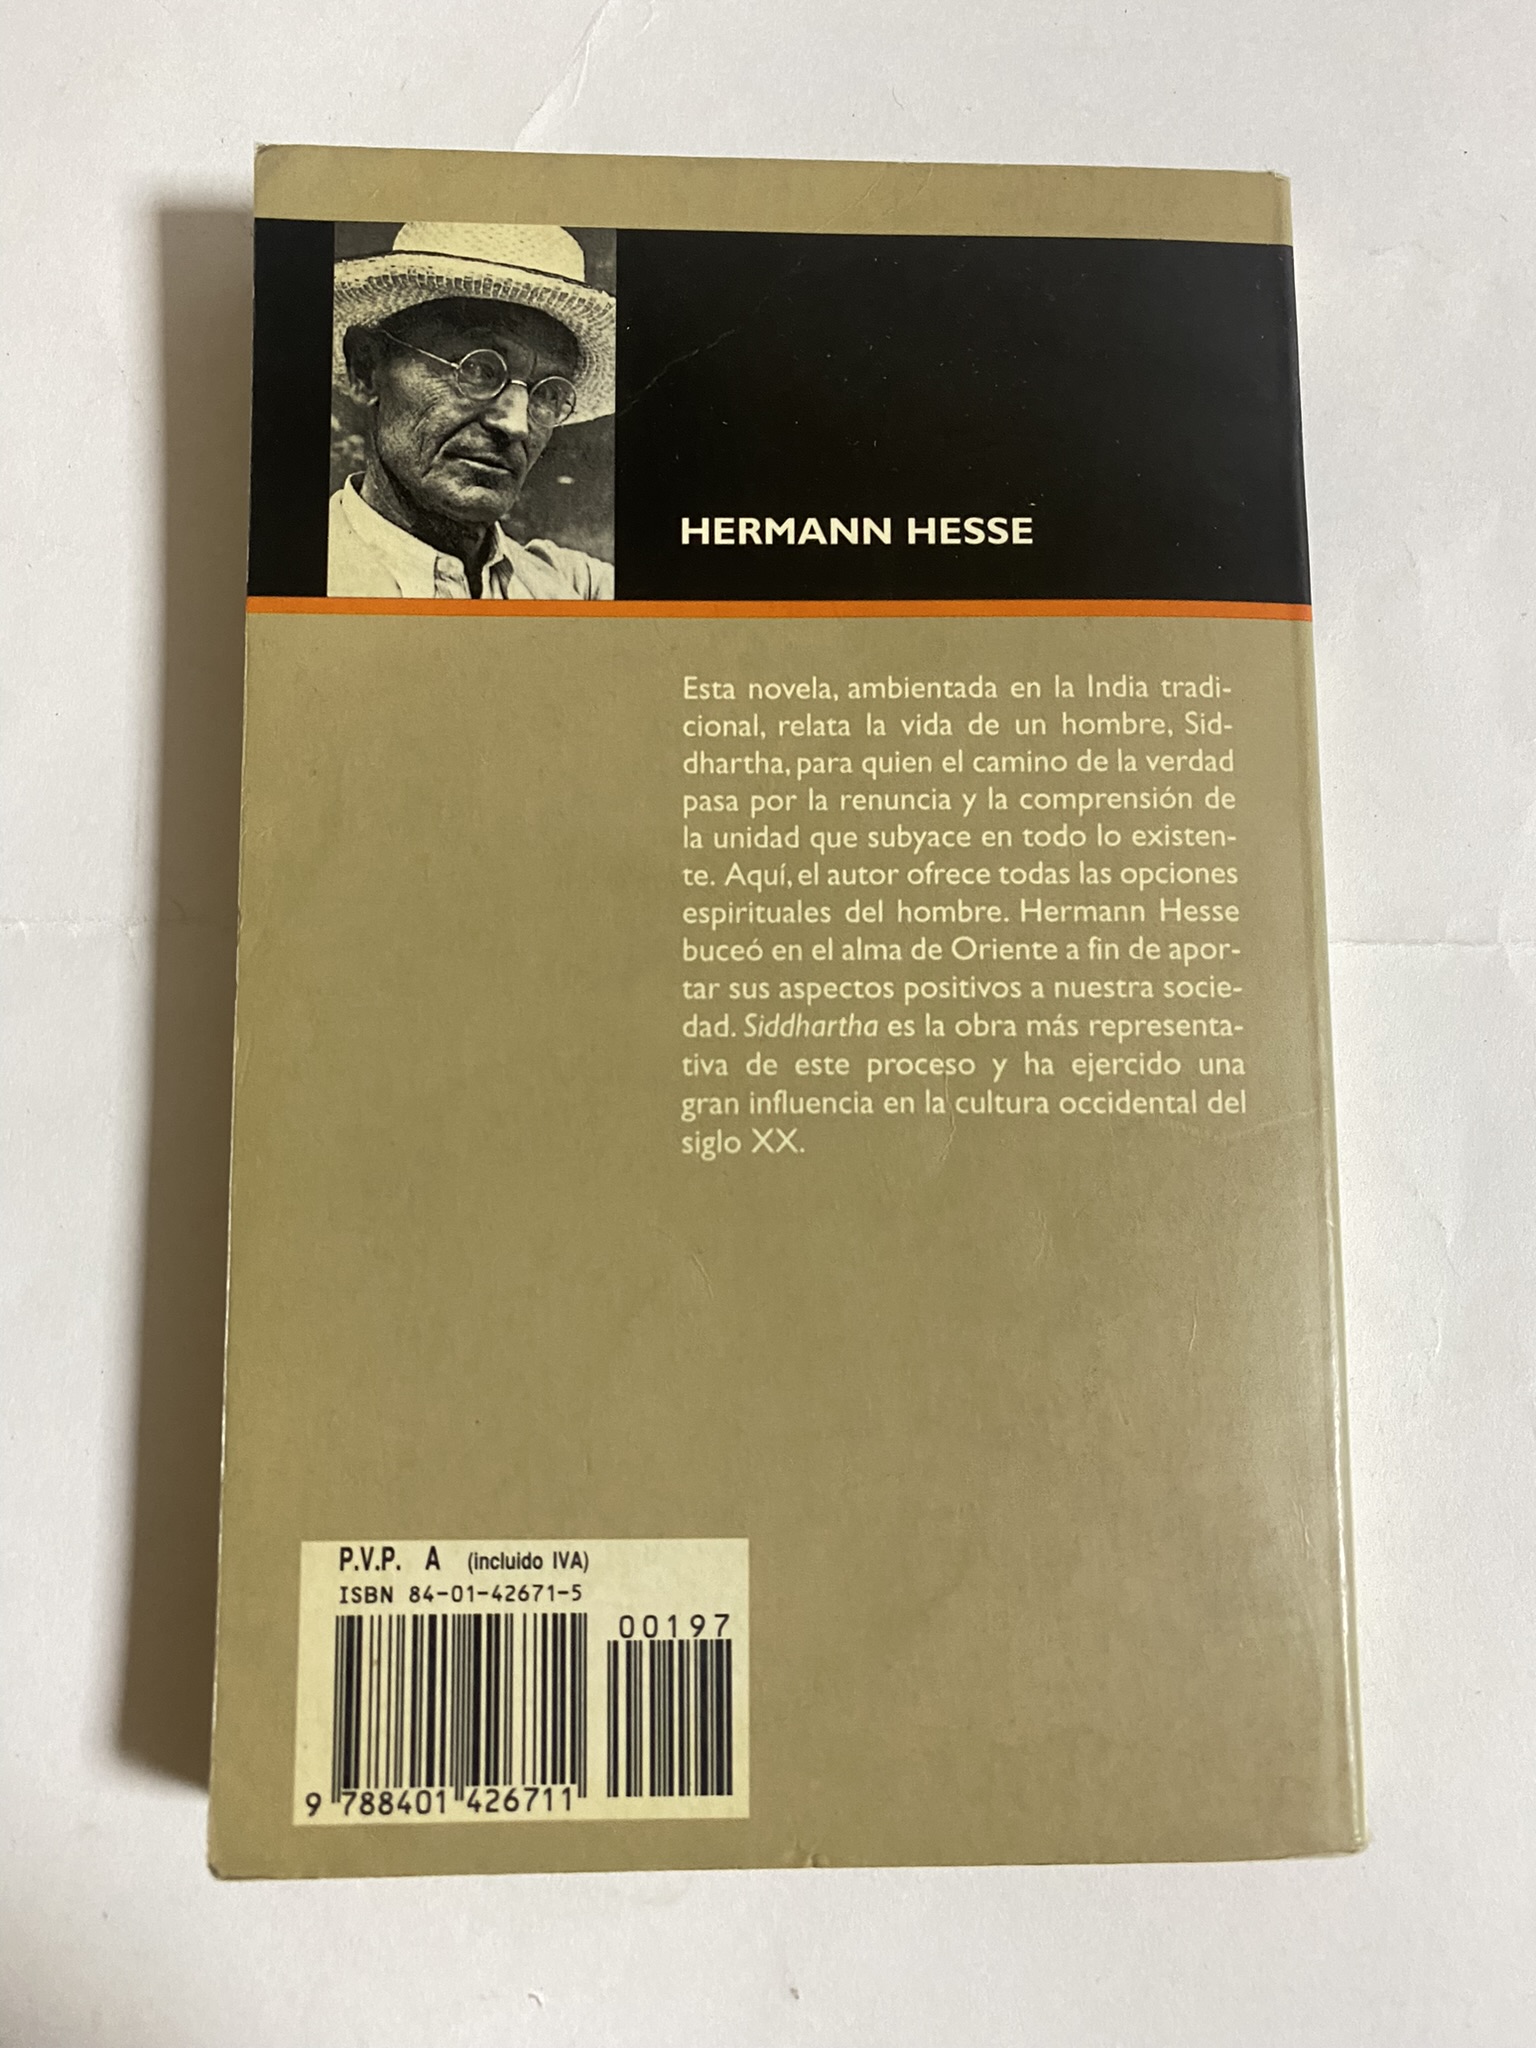 HERMANN HESSE
Esta novela, ambientada en la India tradi-
cional, relata la vida de un hombre, Sid-
dhartha, para quien el camino de la verdad
pasa por la renuncia y la comprensión de
la unidad que subyace en todo lo existen-
te. Aquí, el autor ofrece todas las opciones
espirituales del hombre. Hermann Hesse
buceó en el alma de Oriente a fin de apor-
tar sus aspectos positivos a nuestra socie-
dad. Siddhartha es la obra más representa-
tiva de este proceso y ha ejercido una
gran influencia en la cultura occidental del
siglo XX.
P.V.P. A (incluido IVA)
ISBN 84-01-42671-5
00197
9 788401 426711